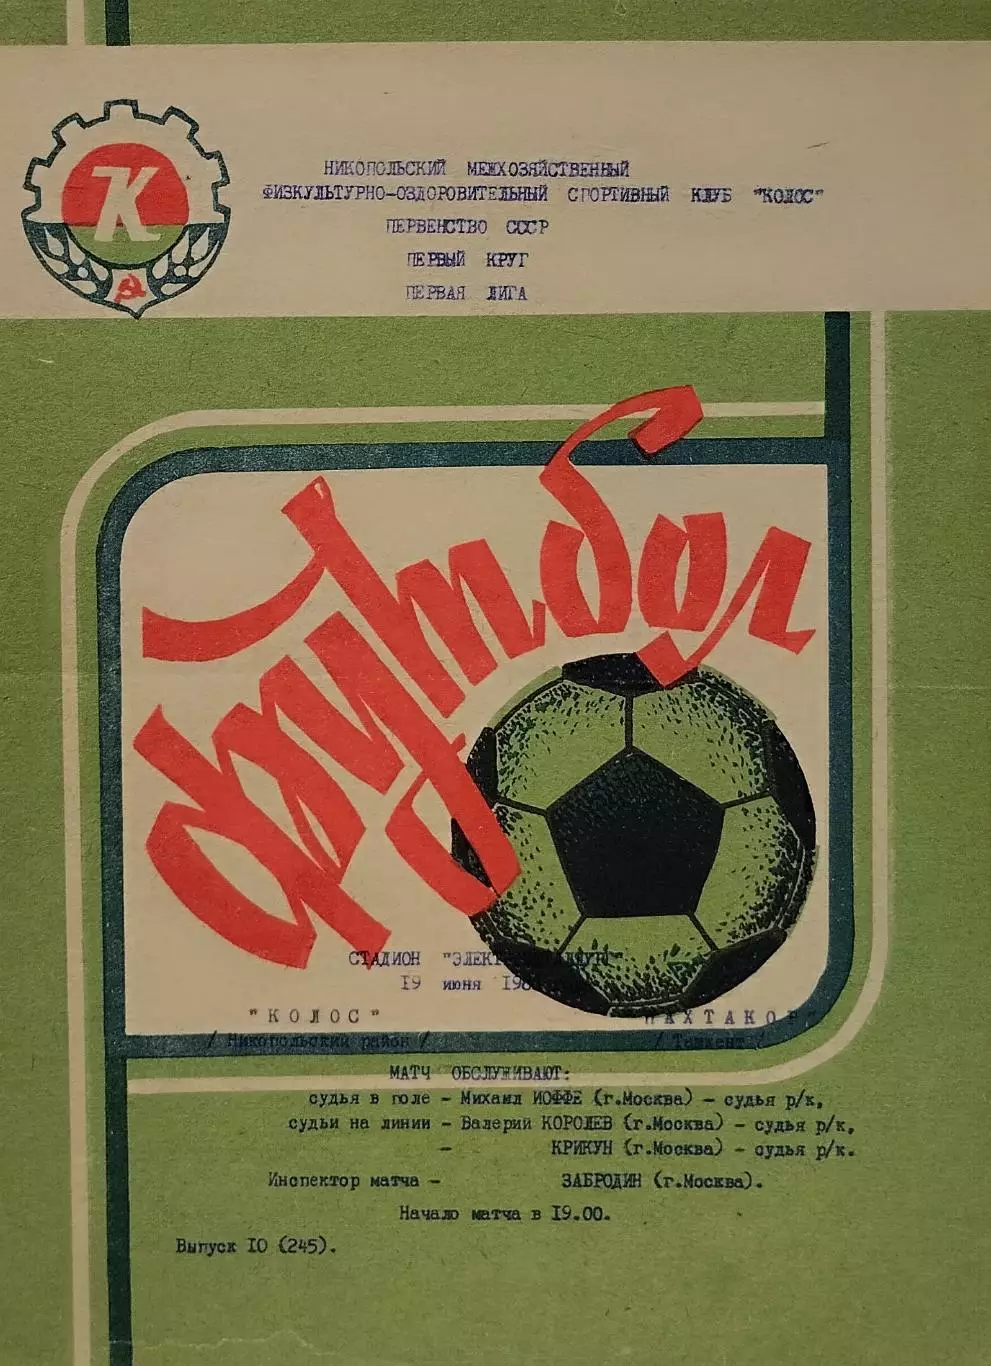 К
НИКОПОЛЬСКИЙ МЕЖХОЗЯЙСТВЕННЫЙ
ФИЗКУЛЬТУРНО-ОЗДОРОВИТЕЛЬНЫЙ СПОРТИВНЫЙ КЛУБ "КОЛОС"
ПЕРВЕНСТВО СССР
ПЕРВЫЙ КРУГ
ПЕРВАЯ ЛИГА
футбол
СТАДИОН
19 июня
"КОЛОС" "ПАХТАКОР"
/ Никопольский район / / Ташкент /
МАТЧ ОБСЛУЖИВАЮТ:
судья в поле - Михаил ИОФФЕ (г.Москва) - судья р/к,
судьи на линии - Валерий КОРОЛЕВ (г.Москва) - судья р/к,
- КРИКУН (г.Москва) - судья р/к.
Инспектор матча - ЗАБРОДИН (г.Москва).
Начало матча в 19.00.
Выпуск 10 (245).